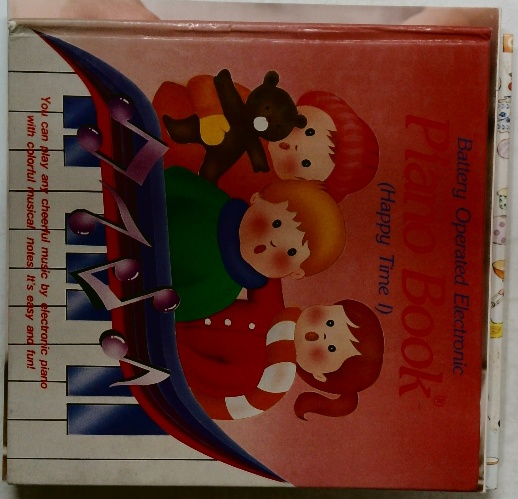 Battery Operated Electronic
Piano Book®
(Happy Time I)
You can play any cheerful music by electronic piano
with colorful musical notes. It's easy and fun!